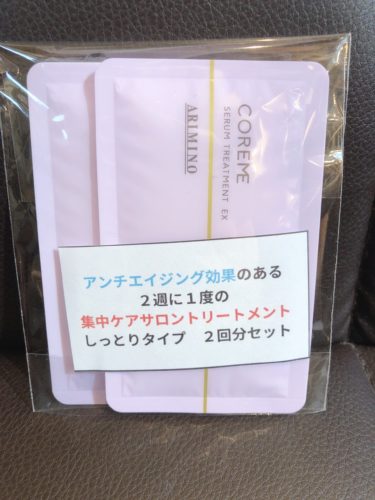 COREME
SERUM TREATMENT EX
ARIMINO
アンチエイジング効果のある
２週に１度の
集中ケアサロントリートメント
しっとりタイプ　２回分セット